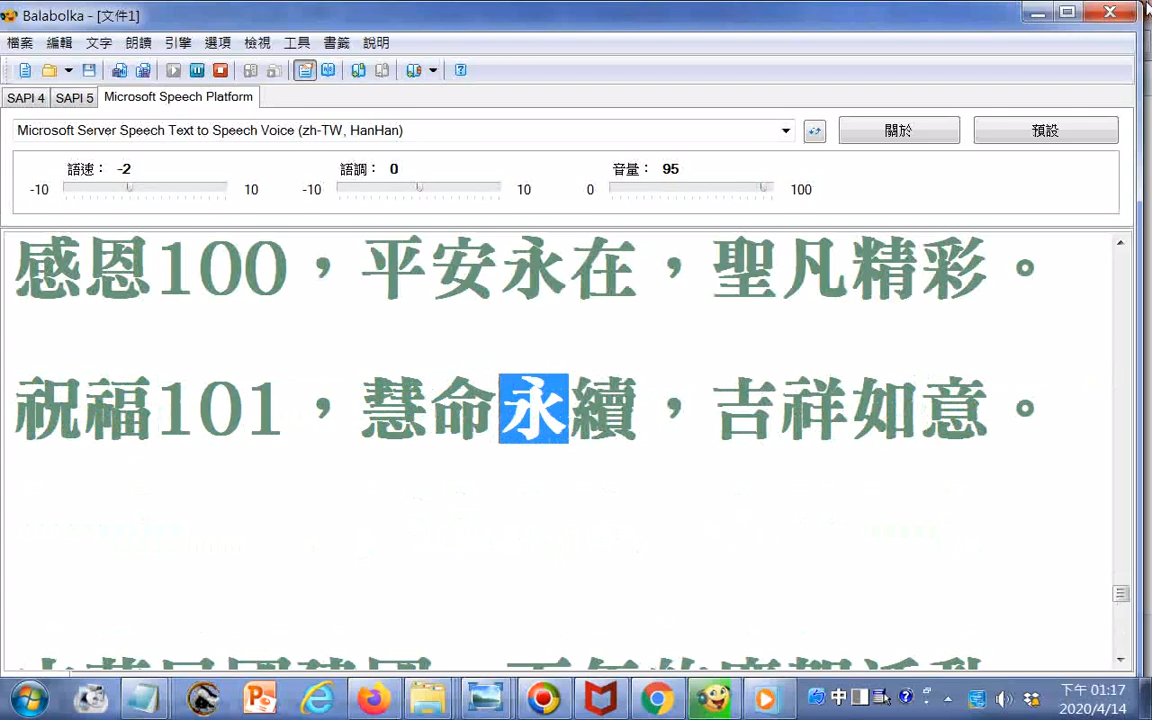 Balabolka - [文件1]
檔案 編輯 文字 朗讀 引擎 選項 檢視 工具 書籤 說明
SAPI 4 SAPI 5 Microsoft Speech Platform
Microsoft Server Speech Text to Speech Voice (zh-TW, HanHan) 關於 預設
語速： -2 語調： 0 音量： 95
-10 10 -10 10 0 100
感恩100，平安永在，聖凡精彩。
祝福101，慧命永續，吉祥如意。
中 下午 01:17
2020/4/14